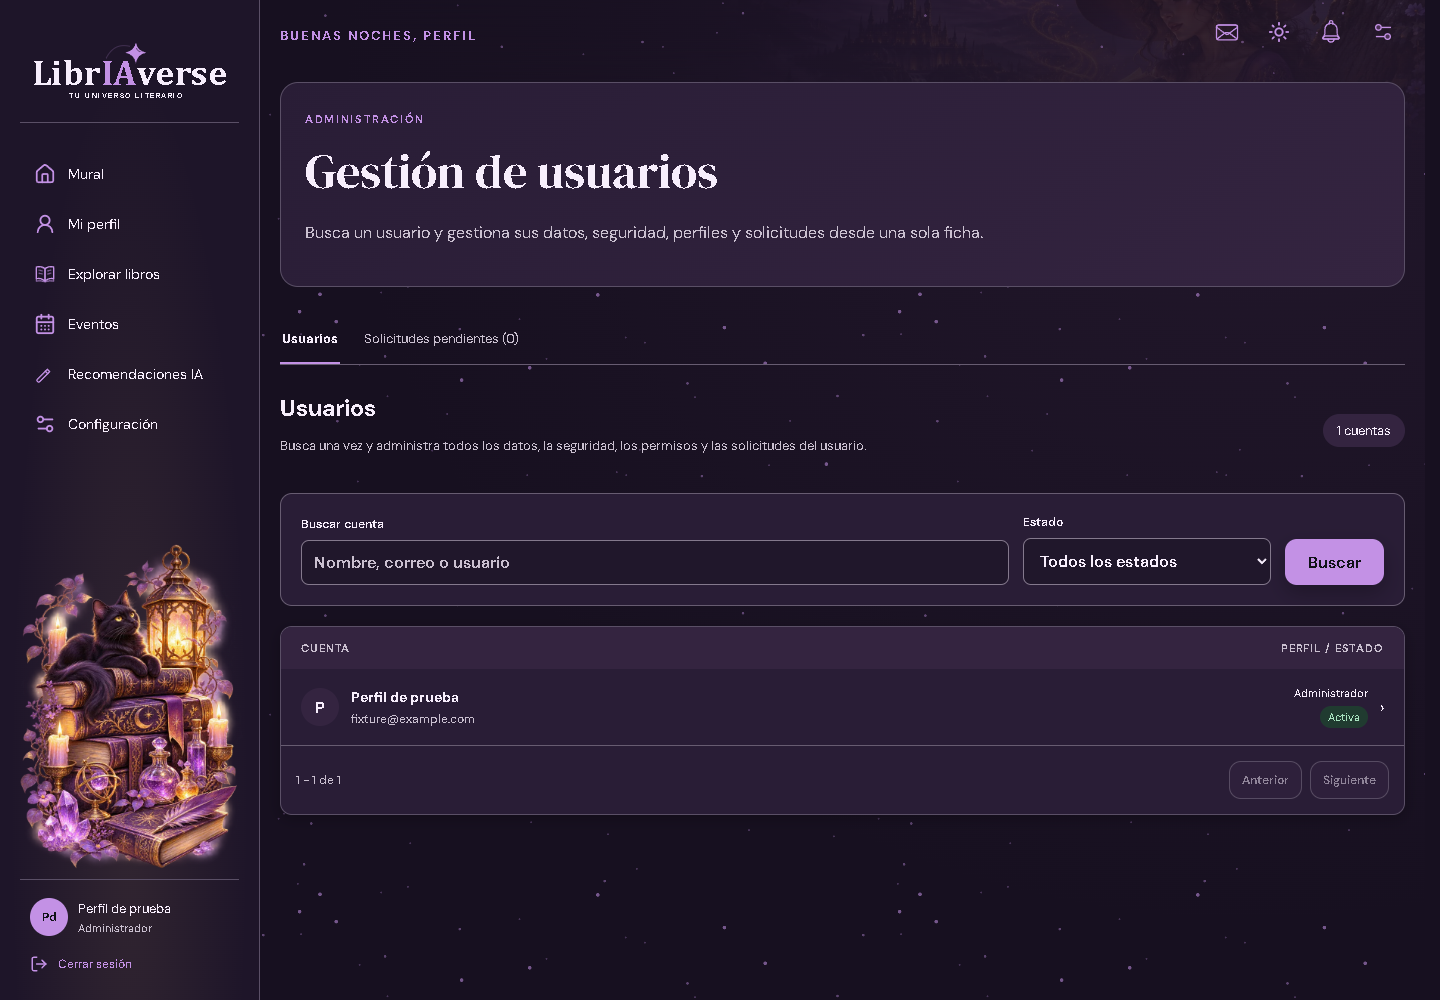 LibrIAverse
TU UNIVERSO LITERARIO
Mural
Mi perfil
Explorar libros
Eventos
Recomendaciones IA
Configuración
Pd
Perfil de prueba
Administrador
Cerrar sesión
BUENAS NOCHES, PERFIL
ADMINISTRACIÓN
Gestión de usuarios
Busca un usuario y gestiona sus datos, seguridad, perfiles y solicitudes desde una sola ficha.
Usuarios
Solicitudes pendientes (0)
Usuarios
Busca una vez y administra todos los datos, la seguridad, los permisos y las solicitudes del usuario.
1 cuentas
Buscar cuenta
Nombre, correo o usuario
Estado
Todos los estados
Buscar
CUENTA
PERFIL / ESTADO
P
Perfil de prueba
fixture@example.com
Administrador
Activa
1–1 de 1
Anterior
Siguiente